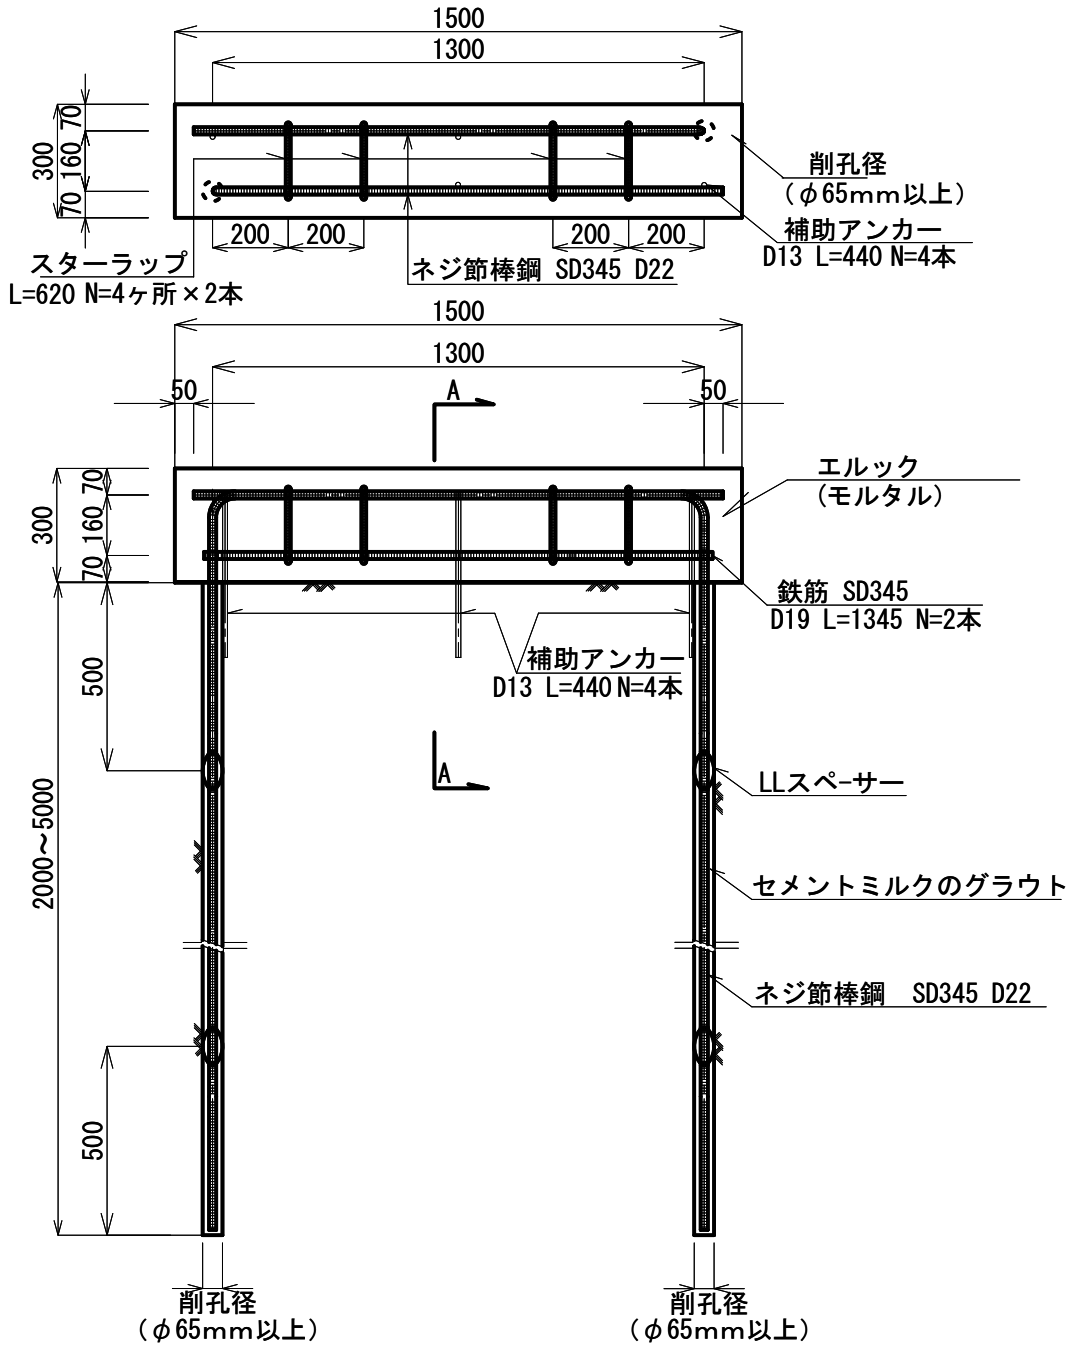 1500
1300
70
160
70
300
削孔径
(φ65mm以上)
補助アンカー
D13 L=440 N=4本
200
200
200
200
スターラップ
L=620 N=4ヶ所×2本
ネジ節棒鋼 SD345 D22
1500
1300
50
50
A
70
160
70
300
エルック
(モルタル)
鉄筋 SD345
D19 L=1345 N=2本
補助アンカー
D13 L=440 N=4本
500
A
LLスペーサー
2000～5000
セメントミルクのグラウト
ネジ節棒鋼 SD345 D22
500
削孔径
(φ65mm以上)
削孔径
(φ65mm以上)